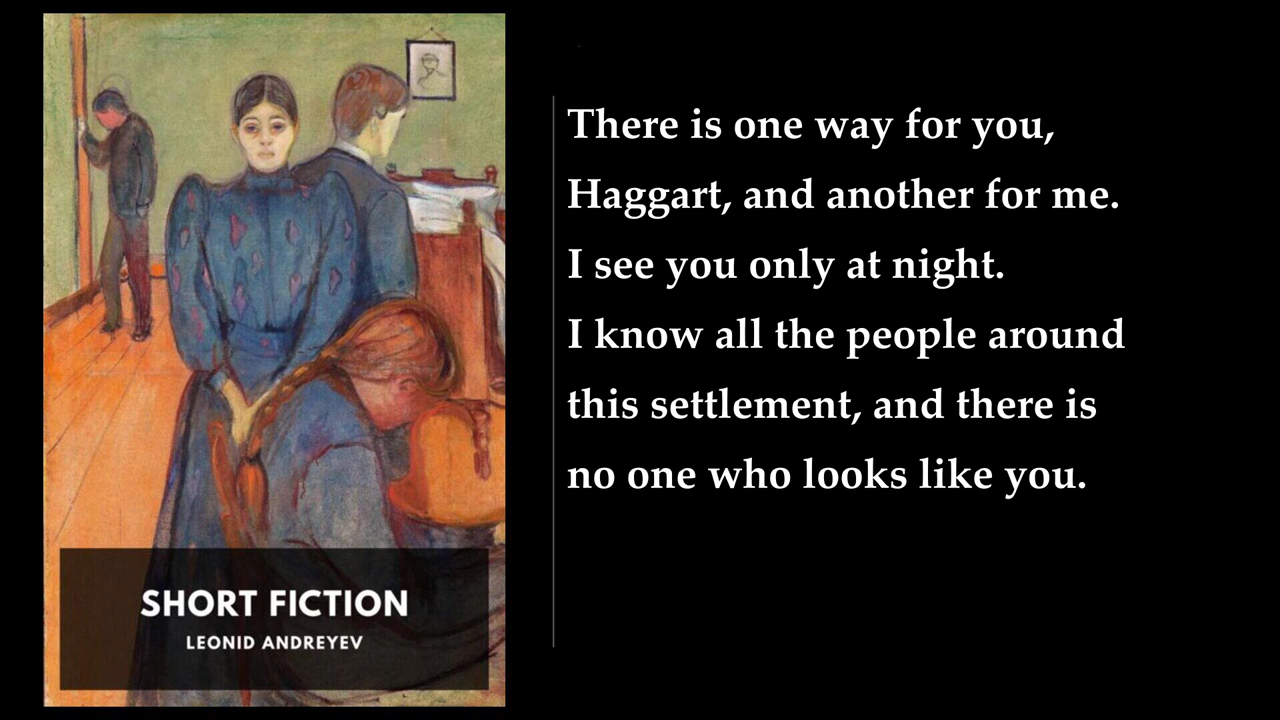 SHORT FICTION
LEONID ANDREYEV
There is one way for you,
Haggart, and another for me.
I see you only at night.
I know all the people around
this settlement, and there is
no one who looks like you.